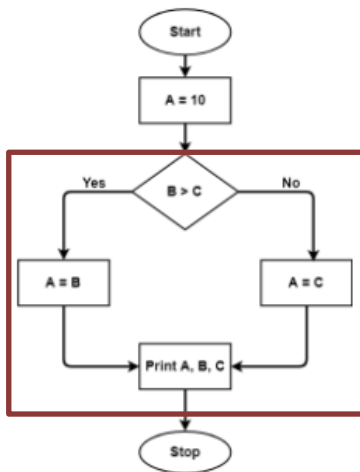 Start
A = 10
B > C
Yes
No
A = B
A = C
Print A, B, C
Stop